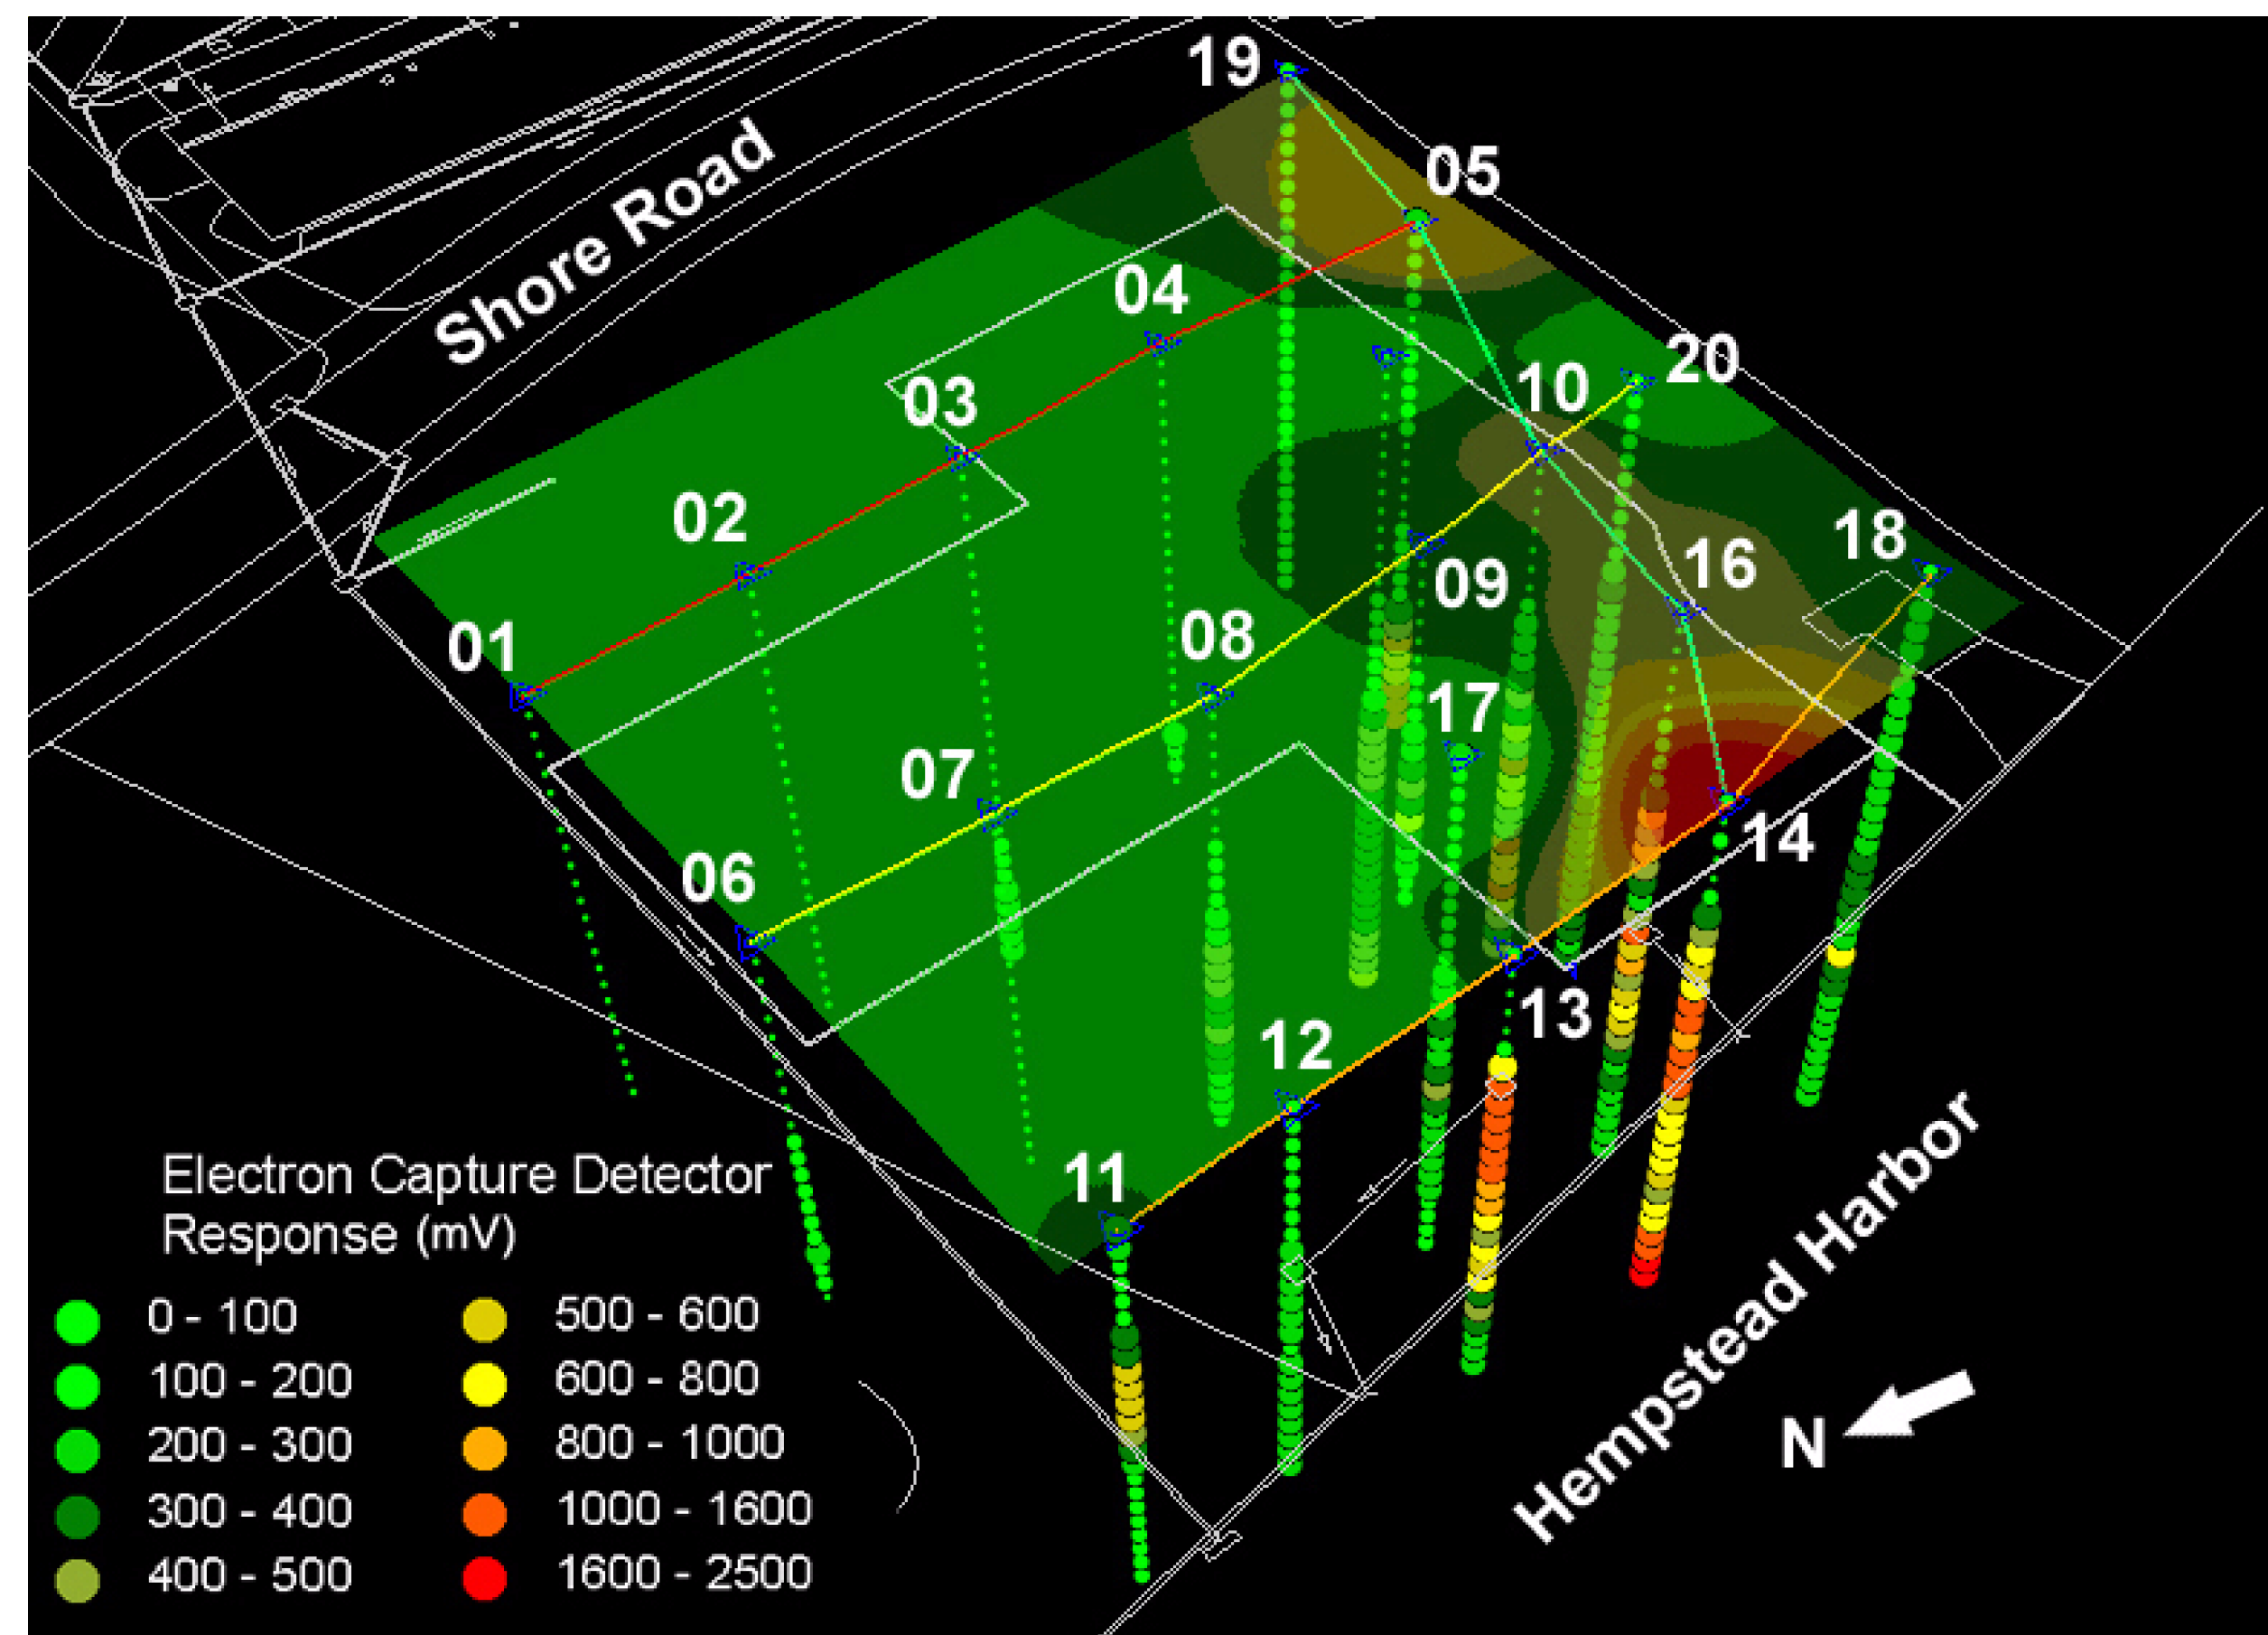 19
05
Shore Road
04
20
10
03
02
18
16
09
01
08
17
07
14
06
13
12
11
Hempstead Harbor
N
Electron Capture Detector
Response (mV)
0 - 100
100 - 200
200 - 300
300 - 400
400 - 500
500 - 600
600 - 800
800 - 1000
1000 - 1600
1600 - 2500